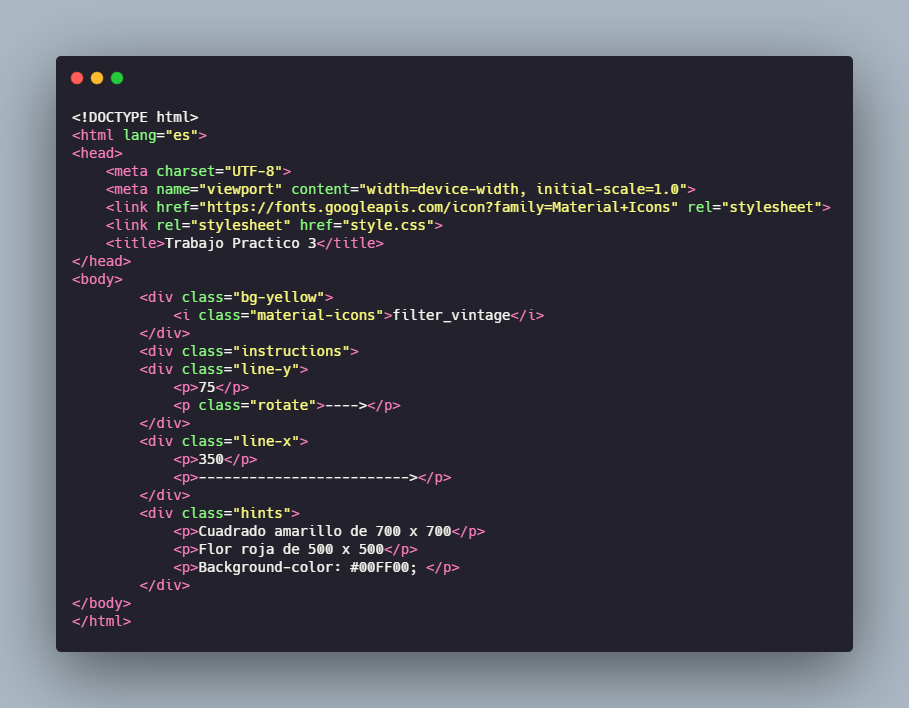 <!DOCTYPE html>
<html lang="es">
<head>
    <meta charset="UTF-8">
    <meta name="viewport" content="width=device-width, initial-scale=1.0">
    <link href="https://fonts.googleapis.com/icon?family=Material+Icons" rel="stylesheet">
    <link rel="stylesheet" href="style.css">
    <title>Trabajo Practico 3</title>
</head>
<body>
        <div class="bg-yellow">
            <i class="material-icons">filter_vintage</i>
        </div>
        <div class="instructions">
        <div class="line-y">
            <p>75</p>
            <p class="rotate">----></p>
        </div>
        <div class="line-x">
            <p>350</p>
            <p>-------------------------></p>
        </div>
        <div class="hints">
            <p>Cuadrado amarillo de 700 x 700</p>
            <p>Flor roja de 500 x 500</p>
            <p>Background-color: #00FF00; </p>
        </div>
</body>
</html>